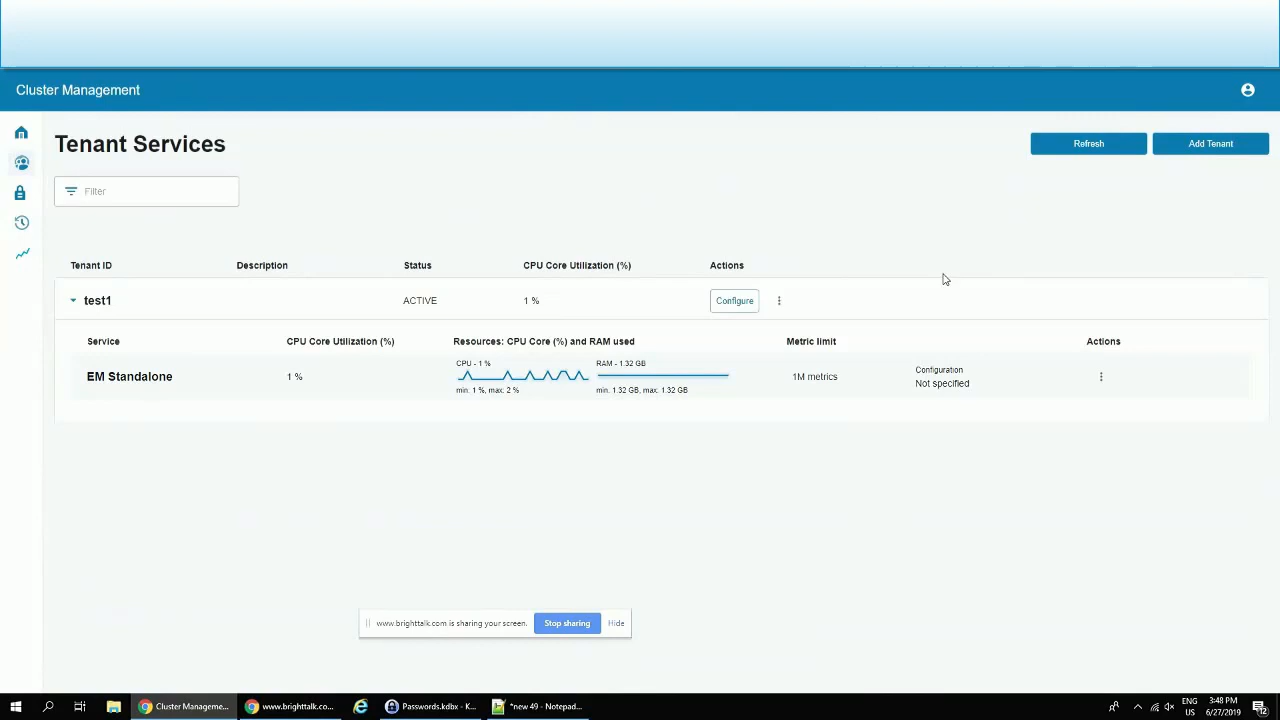 Cluster Management
Tenant Services
Refresh
Add Tenant
Filter
Tenant ID Description Status CPU Core Utilization (%) Actions
test1 ACTIVE 1 % Configure
Service CPU Core Utilization (%) Resources: CPU Core (%) and RAM used Metric limit Actions
CPU - 1 % RAM - 1.32 GB
EM Standalone 1 % 1M metrics
Configuration
Not specified
min. 1 %, max: 2 % min. 1.32 GB, max. 1.32 GB
www.brighttalk.com is sharing your screen. Stop sharing Hide
Cluster Manageme... www.brighttalk.co... Passwords.kdbx - K... *new 49 - Notepad...
ENG
US
3:48 PM
6/27/2019
12